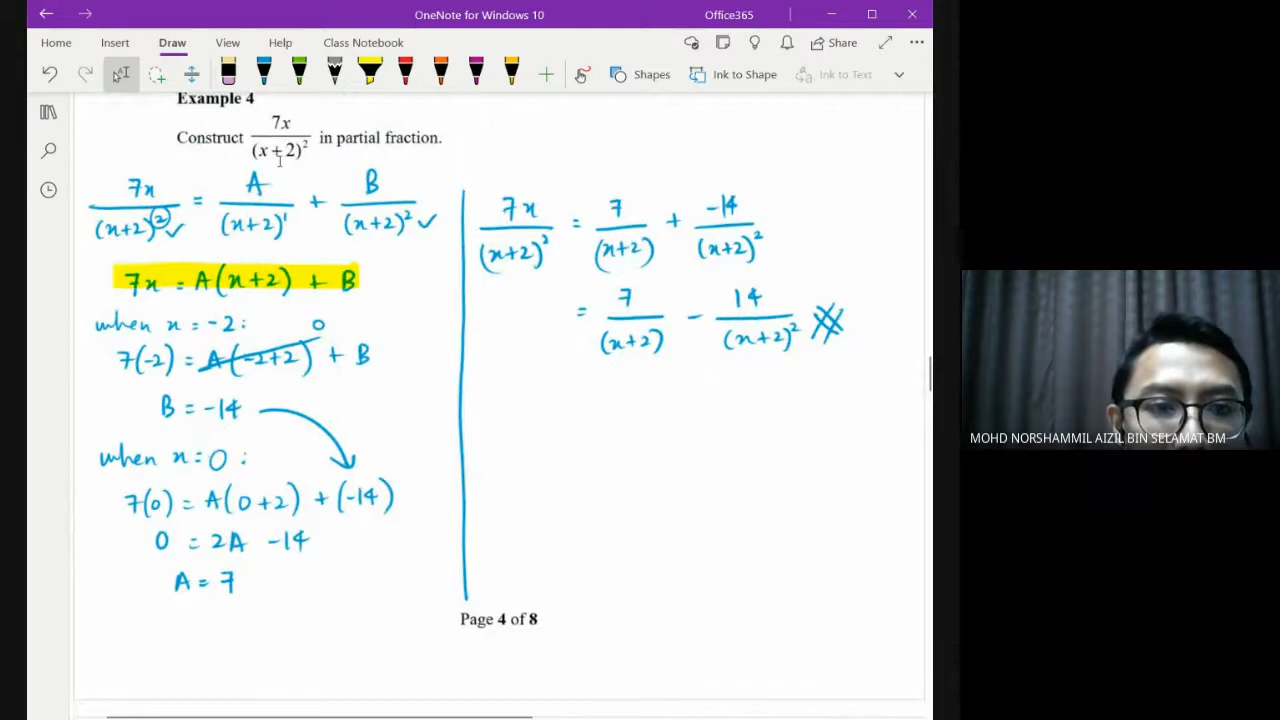 OneNote for Windows 10
Office365
Home Insert Draw View Help Class Notebook
Share
Shapes Ink to Shape Ink to Text
Example 4
Construct 7x/(x+2)² in partial fraction.
7x/(x+2)² = A/(x+2)¹ + B/(x+2)²
7x = A(x+2) + B
when x = -2 :
7(-2) = A(-2+2) + B
0
B = -14
when x = 0 :
7(0) = A(0+2) + (-14)
0 = 2A -14
A = 7
7x/(x+2)² = 7/(x+2) + -14/(x+2)²
= 7/(x+2) - 14/(x+2)²
Page 4 of 8
MOHD NORSHAMMIL AIZIL BIN SELAMAT BM